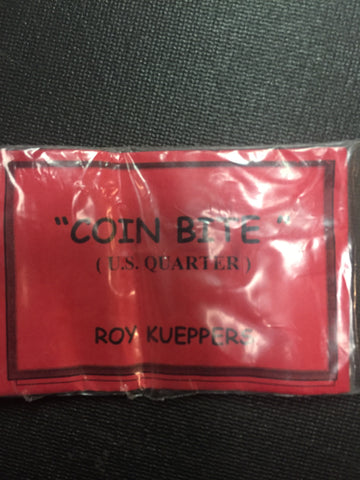 "COIN BITE"
( U.S. QUARTER )
ROY KUEPPERS